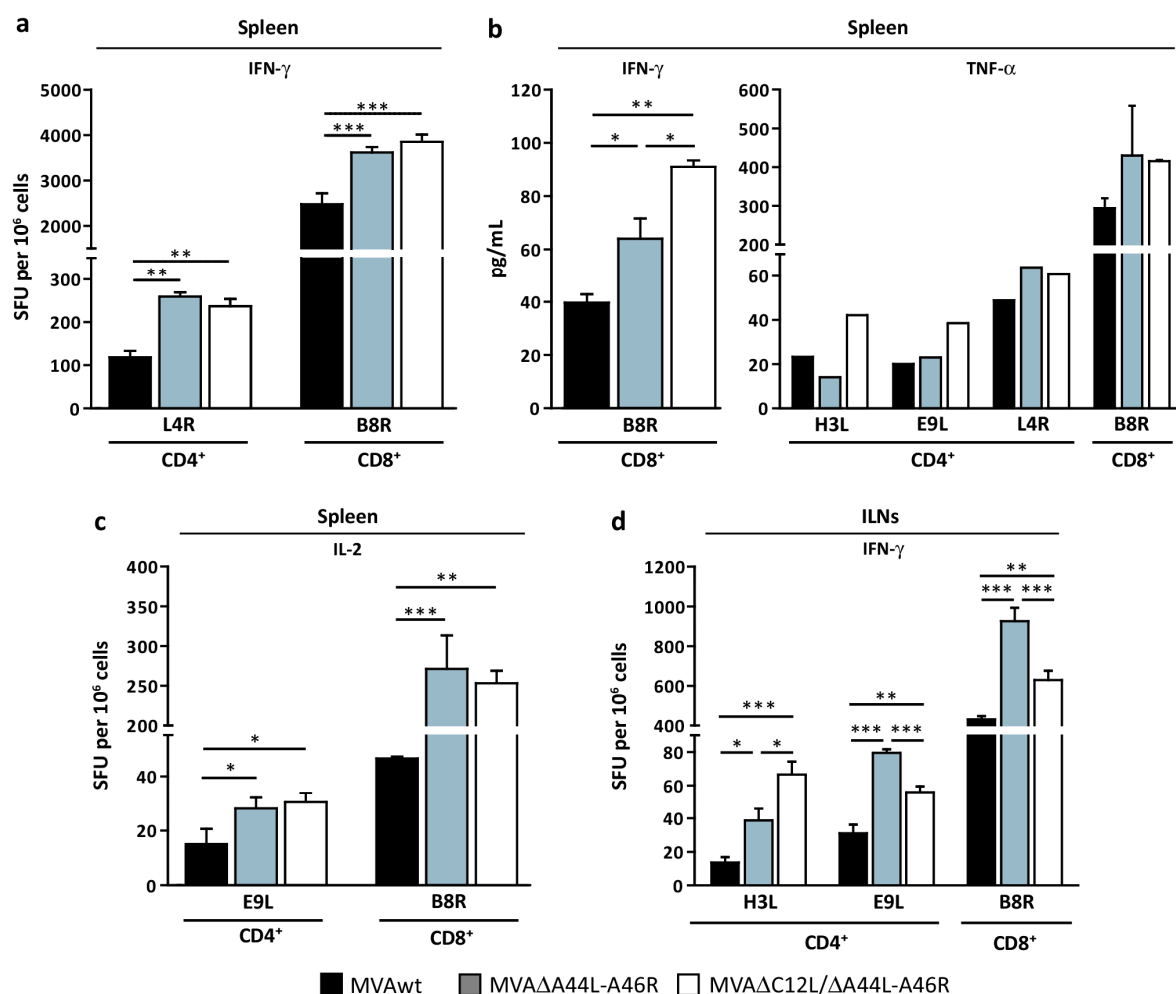 a
Spleen
IFN-γ
SFU per 10⁶ cells
5000
4000
3000
2000
300
200
100
0
***
***
**
**
L4R
B8R
CD4⁺
CD8⁺
b
Spleen
IFN-γ
TNF-α
pg/mL
120
100
80
60
40
20
0
**
*
*
B8R
CD8⁺
600
500
400
300
200
60
40
20
0
H3L
E9L
L4R
B8R
CD4⁺
CD8⁺
c
Spleen
IL-2
SFU per 10⁶ cells
400
350
300
250
200
40
20
0
**
***
*
*
E9L
B8R
CD4⁺
CD8⁺
d
ILNs
IFN-γ
SFU per 10⁶ cells
1200
1000
800
600
400
80
60
40
20
0
**
*** ***
***
* *
**
*** ***
H3L
E9L
B8R
CD4⁺
CD8⁺
MVAwt MVAΔA44L-A46R MVAΔC12L/ΔA44L-A46R